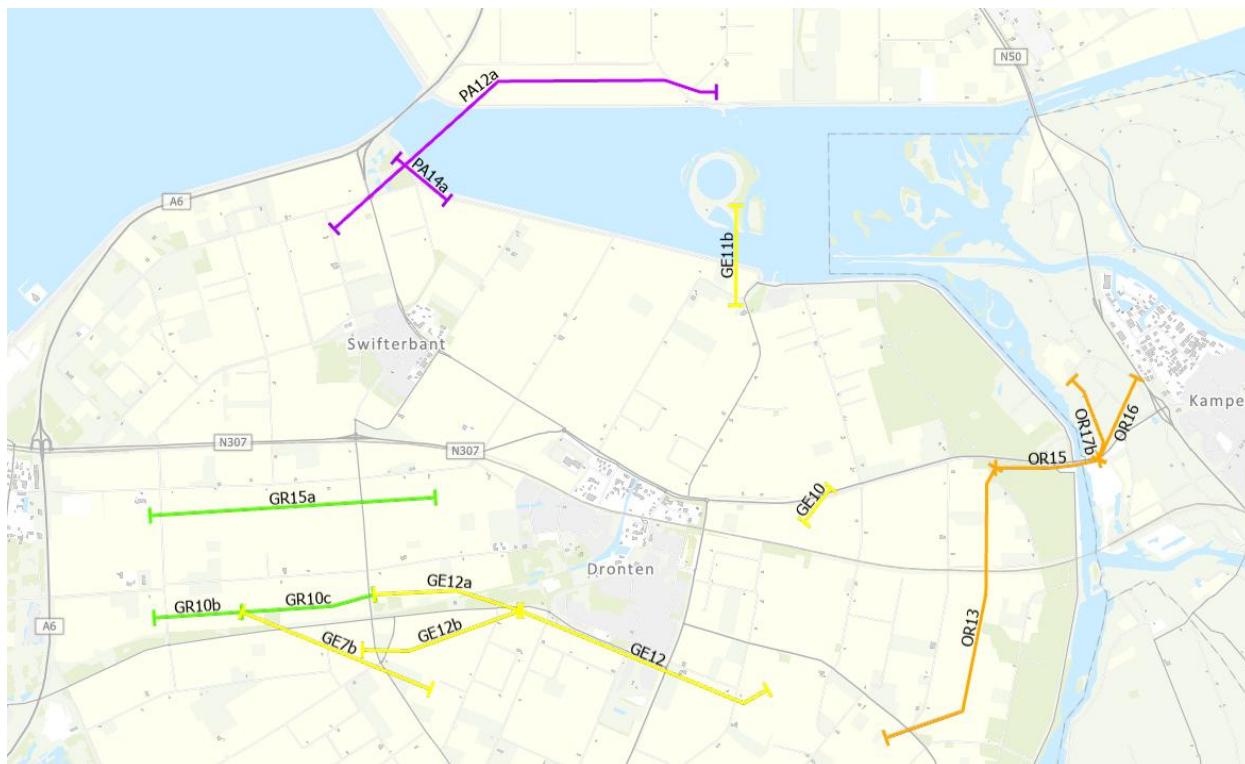 N50
PA12a
PA14a
A6
GE11b
Swifterbant
Kampe
OR17b
OR16
N307
N307
OR15
GR15a
GE10
Dronten
GE12a
GR10b
GR10c
A6
GE7b
GE12b
GE12
OR13